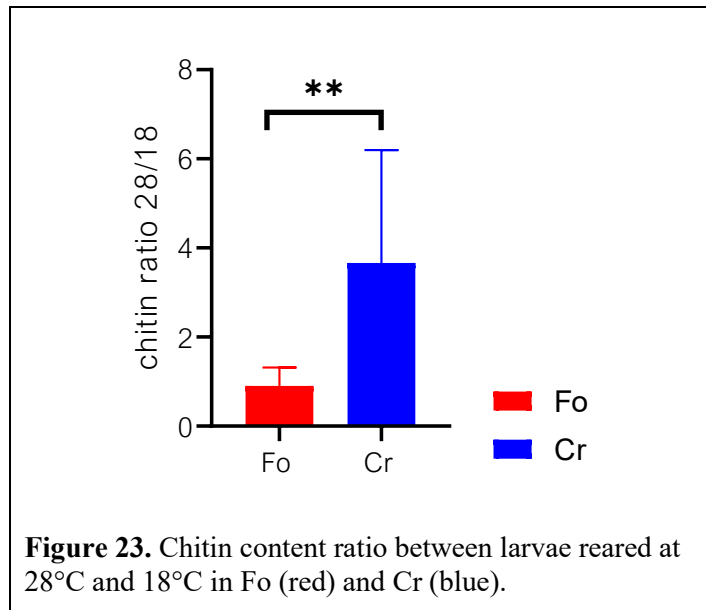 8
**
6
4
2
0
chitin ratio 28/18
Fo
Cr
Fo
Cr
Figure 23. Chitin content ratio between larvae reared at
28°C and 18°C in Fo (red) and Cr (blue).